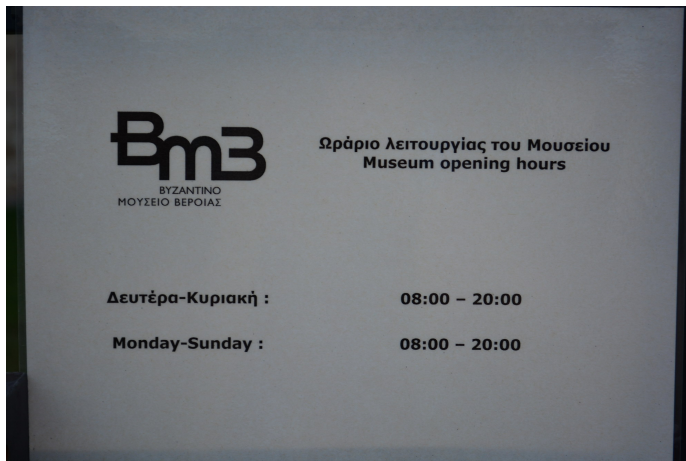 BMB
ΒΥΖΑΝΤΙΝΟ
ΜΟΥΣΕΙΟ ΒΕΡΟΙΑΣ
Ωράριο λειτουργίας του Μουσείου
Museum opening hours
Δευτέρα-Κυριακή : 08:00 – 20:00
Monday-Sunday : 08:00 – 20:00